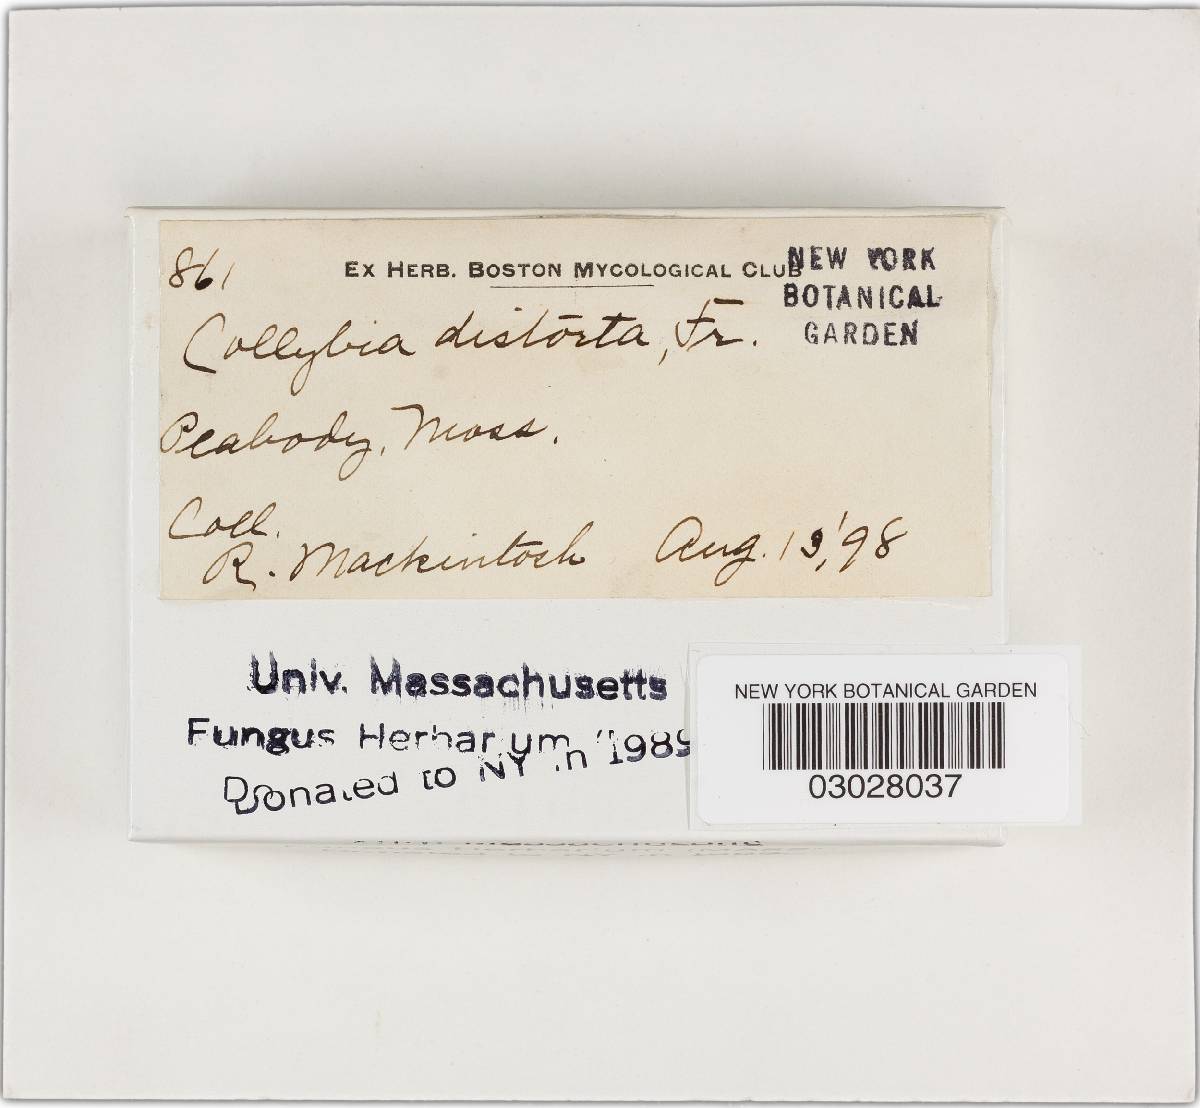 861
EX HERB. BOSTON MYCOLOGICAL CLUB
NEW YORK
BOTANICAL
GARDEN
Collybia distorta, Fr.
Peabody, Mass.
Coll.
R. Mackintosh Aug. 13, '98
Univ. Massachusetts
Fungus Herbarium
Donated to NY in 1989
NEW YORK BOTANICAL GARDEN
03028037